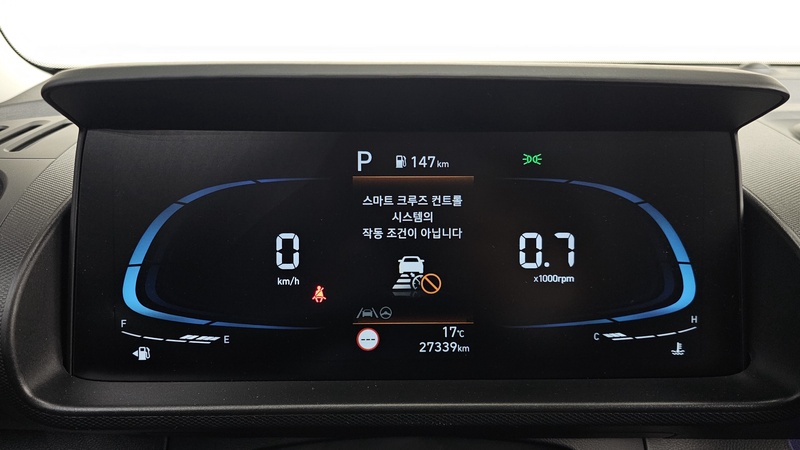 P 147km
스마트 크루즈 컨트롤
시스템의
작동 조건이 아닙니다
0
km/h
0.7
x1000rpm
F
E
---
17℃
27339km
C
H